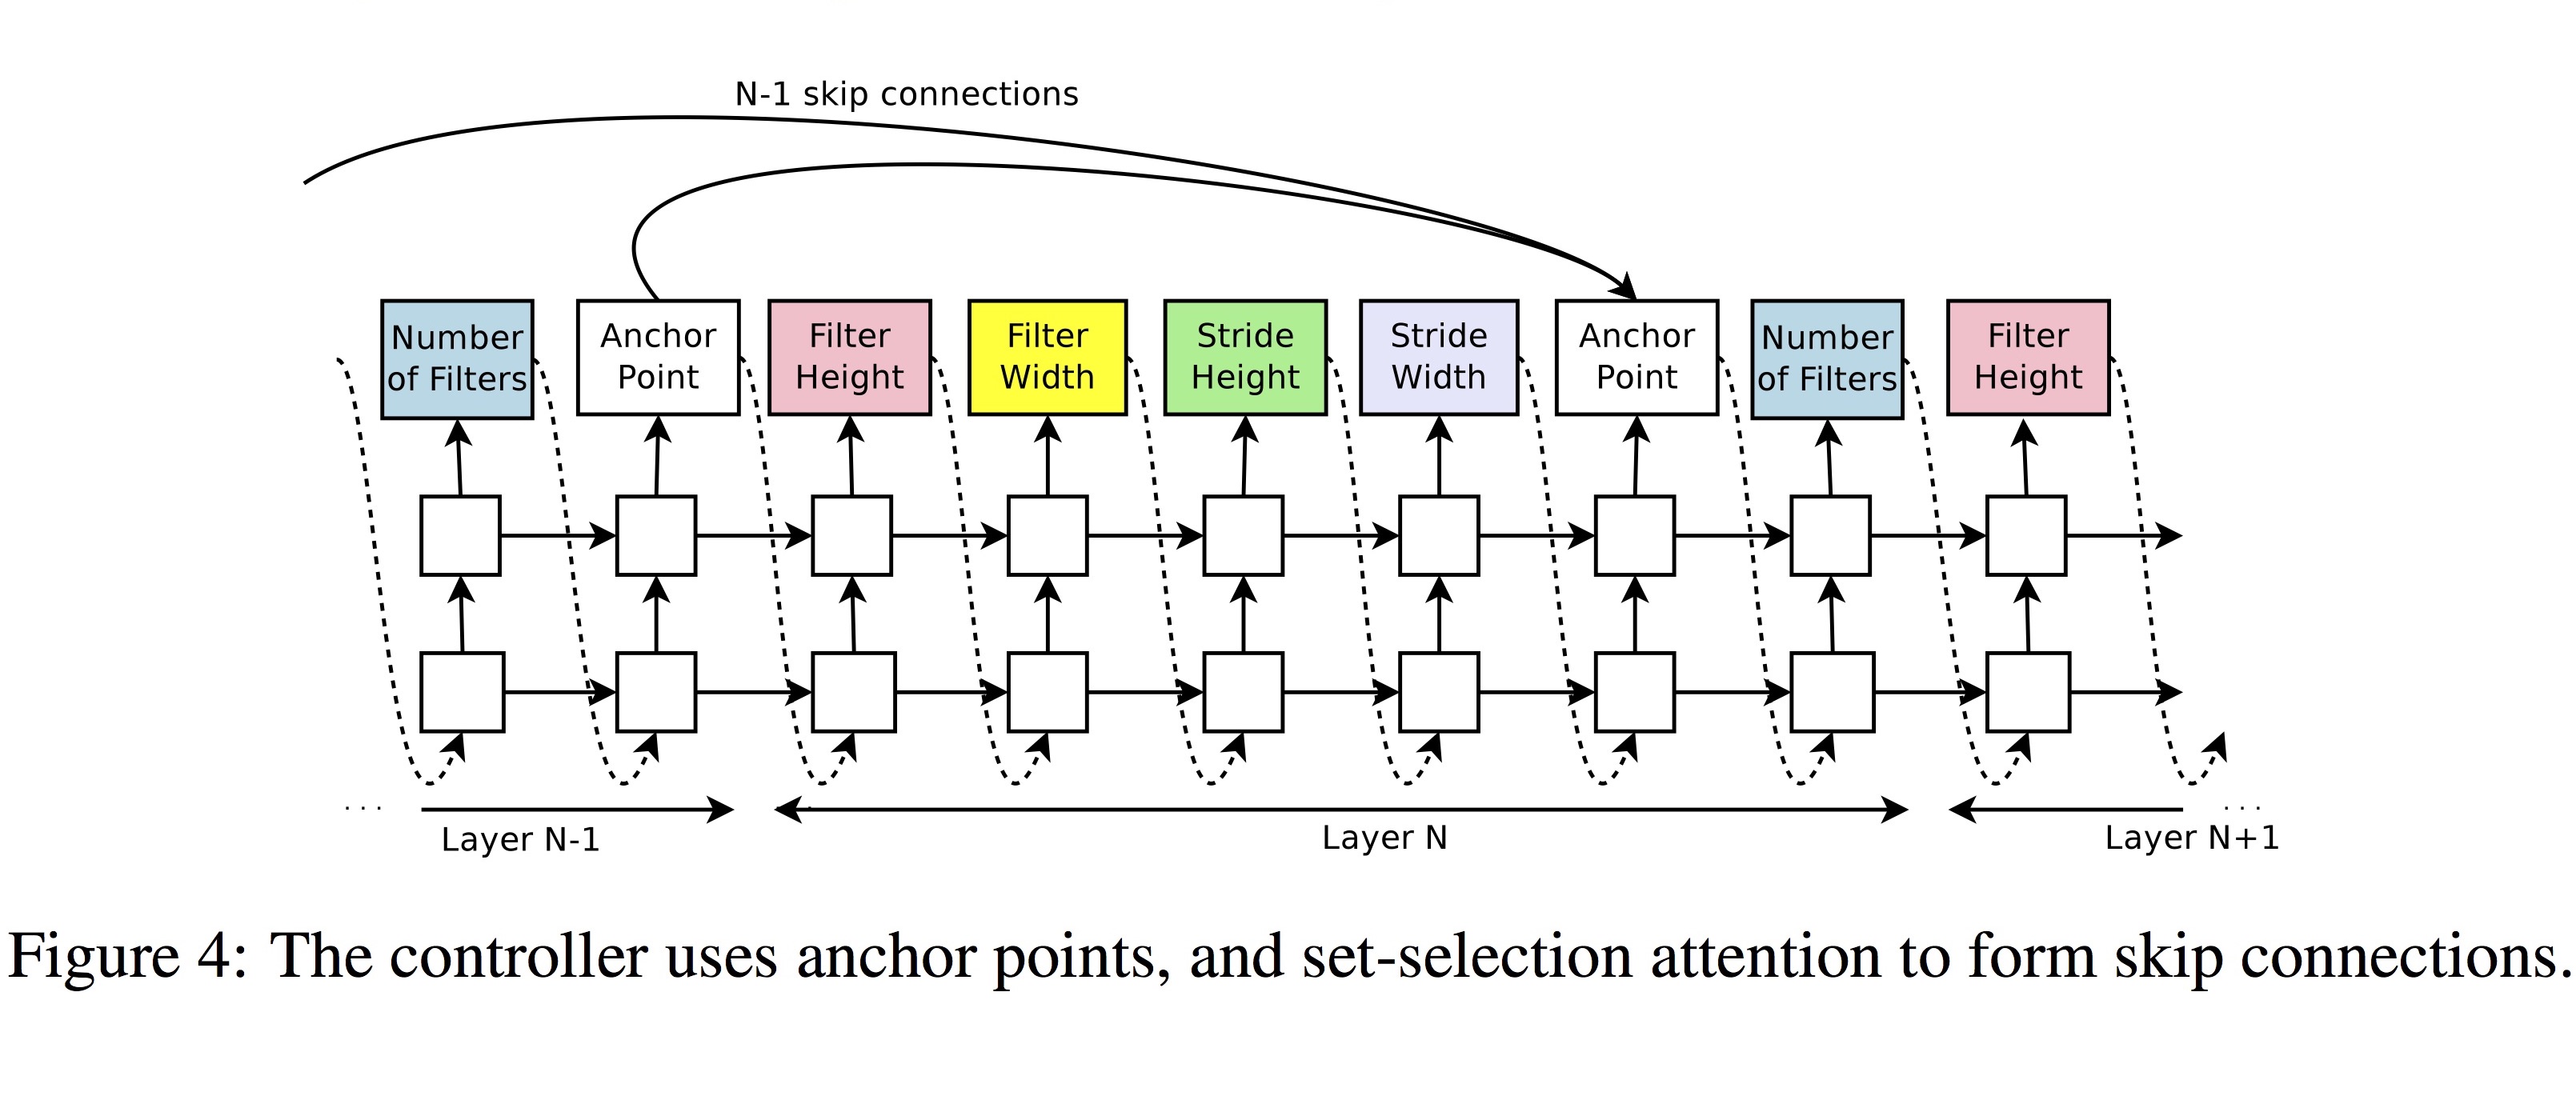 N-1 skip connections
Number
of Filters
Anchor
Point
Filter
Height
Filter
Width
Stride
Height
Stride
Width
Anchor
Point
Number
of Filters
Filter
Height
. . .
Layer N-1
Layer N
Layer N+1
. . .
Figure 4: The controller uses anchor points, and set-selection attention to form skip connections.